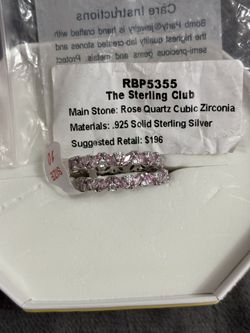 Care Instructions
Bomb Party® jewelry is hand crafted with
the highest quality lab created stones and
semi-precious gems and metals. Protect
RBP5355
The Sterling Club
Main Stone: Rose Quartz Cubic Zirconia
Materials: .925 Solid Sterling Silver
Suggested Retail: $196
SIZE
10